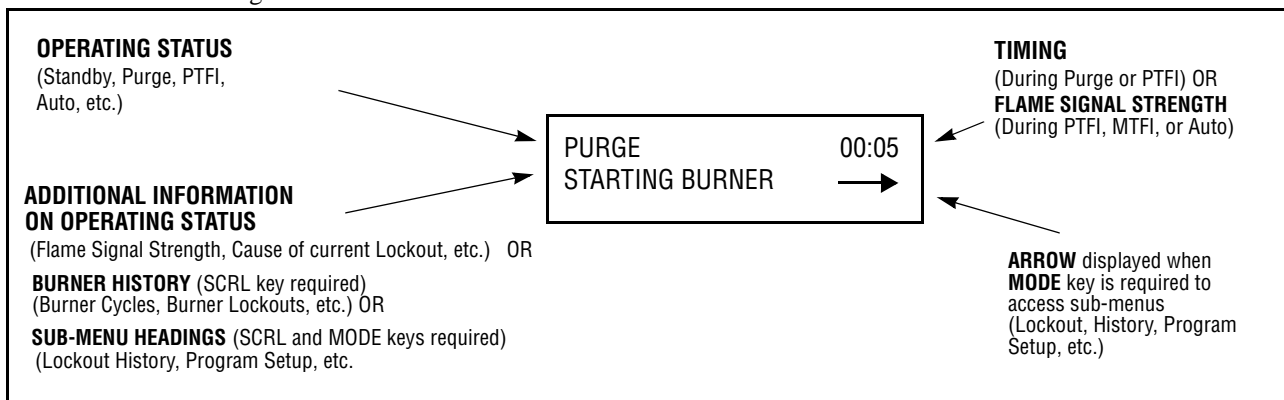 OPERATING STATUS
(Standby, Purge, PTFI,
Auto, etc.)
ADDITIONAL INFORMATION
ON OPERATING STATUS
(Flame Signal Strength, Cause of current Lockout, etc.) OR
BURNER HISTORY (SCRL key required)
(Burner Cycles, Burner Lockouts, etc.) OR
SUB-MENU HEADINGS (SCRL and MODE keys required)
(Lockout History, Program Setup, etc.
PURGE 00:05
STARTING BURNER
TIMING
(During Purge or PTFI) OR
FLAME SIGNAL STRENGTH
(During PTFI, MTFI, or Auto)
ARROW displayed when
MODE key is required to
access sub-menus
(Lockout, History, Program
Setup, etc.)